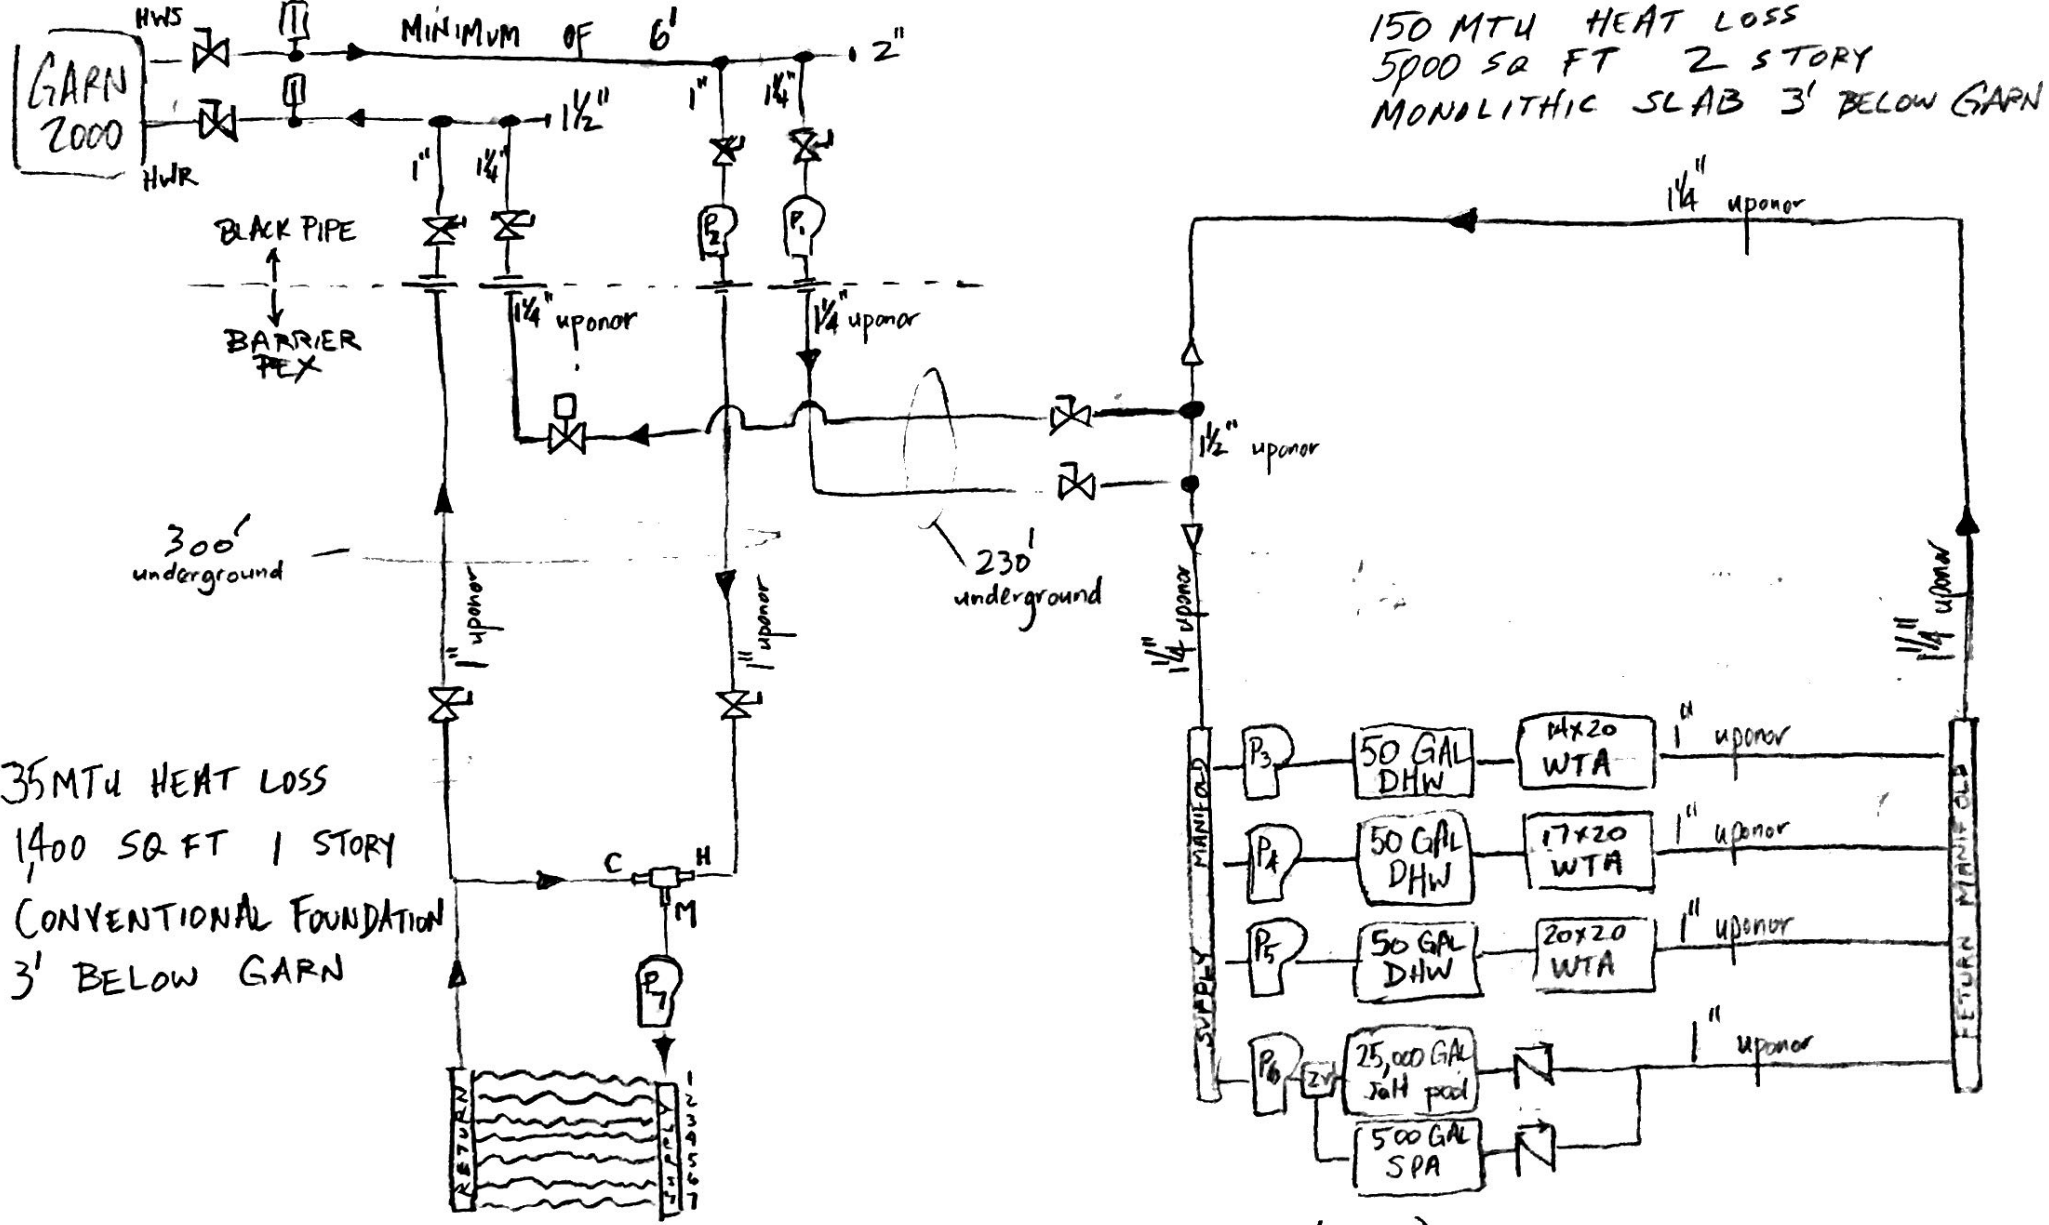 HWS
GARN
2000
HWR
MINIMUM OF 6'
2"
1"
1¼"
1½"
1"
1¼"
150 MTU HEAT LOSS
5000 SQ FT 2 STORY
MONOLITHIC SLAB 3' BELOW GARN
BLACK PIPE
BARRIER
PEX
P2
P1
1¼" uponor
1¼" uponor
1¼" uponor
1½" uponor
300'
underground
230'
underground
1" uponor
1" uponor
1¼" uponor
1¼" uponor
35 MTU HEAT LOSS
1,400 SQ FT 1 STORY
CONVENTIONAL FOUNDATION
3' BELOW GARN
C
H
M
P7
RETURN
SUPPLY
1
2
3
4
5
6
7
SUPPLY MANIFOLD
P3
50 GAL
DHW
14x20
WTA
1" uponor
P4
50 GAL
DHW
17x20
WTA
1" uponor
P5
50 GAL
DHW
20x20
WTA
1" uponor
P6
ZV
25,000 GAL
salt pool
1" uponor
500 GAL
SPA
RETURN MANIFOLD